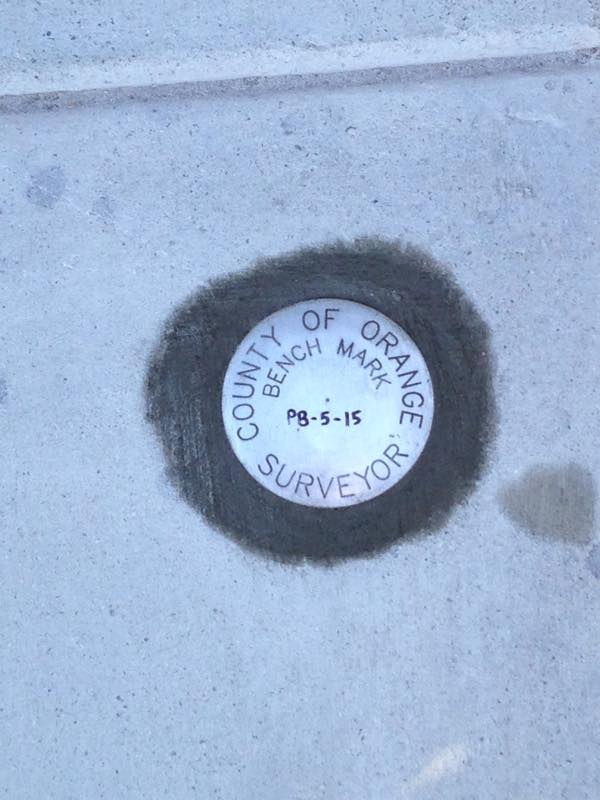 COUNTY OF ORANGE
BENCH MARK
PB-5-15
SURVEYOR